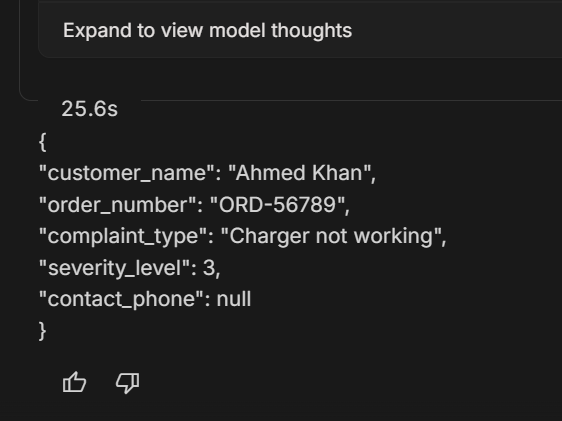 Expand to view model thoughts
25.6s
{
"customer_name": "Ahmed Khan",
"order_number": "ORD-56789",
"complaint_type": "Charger not working",
"severity_level": 3,
"contact_phone": null
}